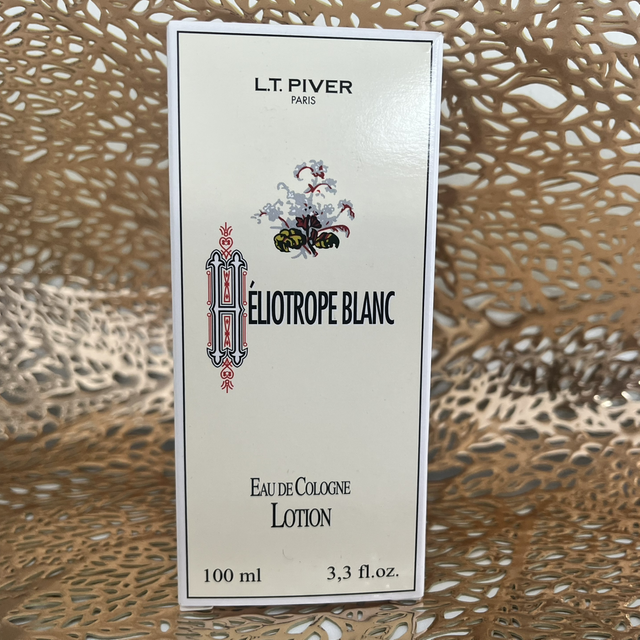 L.T. PIVER
PARIS
HÉLIOTROPE BLANC
EAU DE COLOGNE
LOTION
100 ml 3,3 fl.oz.